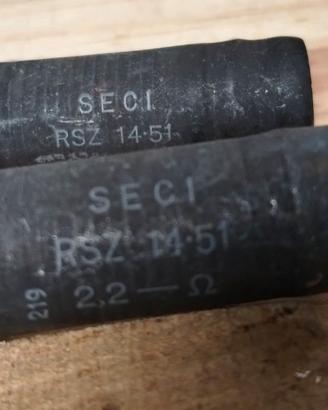 SECI
RSZ 14·51
SECI
RSZ 14·51
2,2 — Ω
219